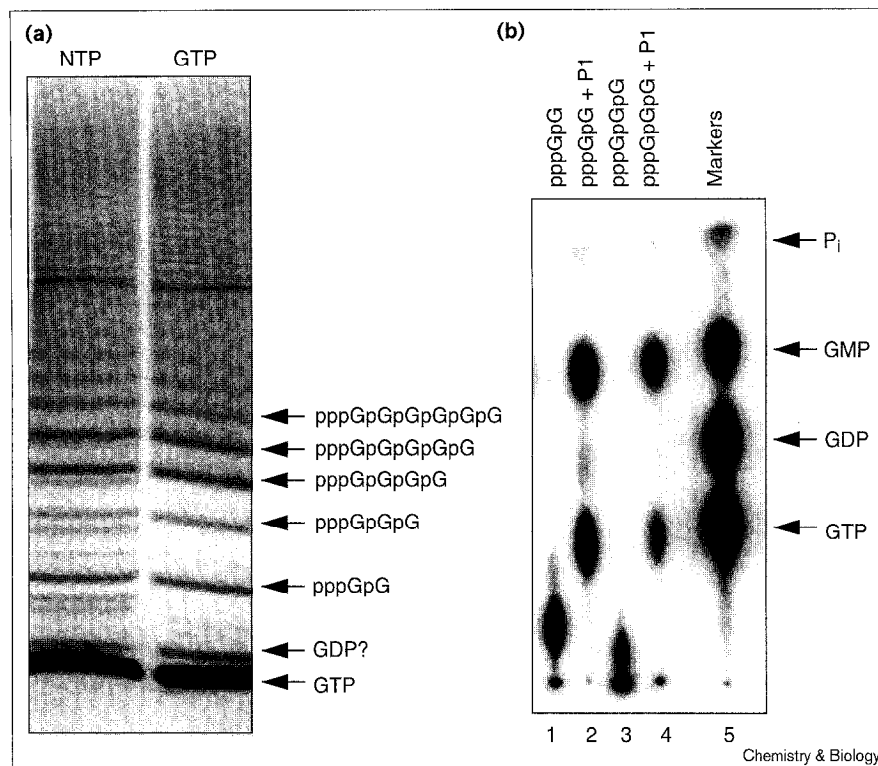 (a)
NTP GTP
pppGpGpGpGpGpG
pppGpGpGpGpG
pppGpGpGpG
pppGpGpG
pppGpG
GDP?
GTP
(b)
pppGpG
pppGpG + P1
pppGpGpG
pppGpGpG + P1
Markers
Pi
GMP
GDP
GTP
1 2 3 4 5
Chemistry & Biology